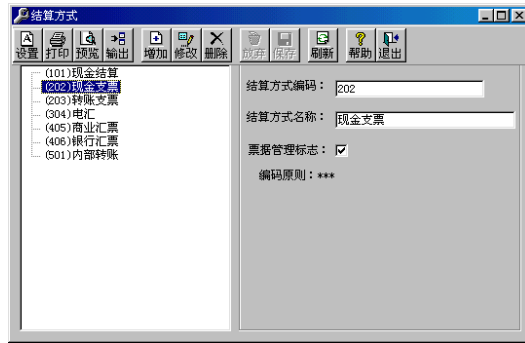 结算方式
设置 打印 预览 输出 增加 修改 删除 放弃 保存 刷新 帮助 退出
(101)现金结算
(202)现金支票
(203)转账支票
(304)电汇
(405)商业汇票
(406)银行汇票
(501)内部转账
结算方式编码： 202
结算方式名称： 现金支票
票据管理标志：
编码原则：***